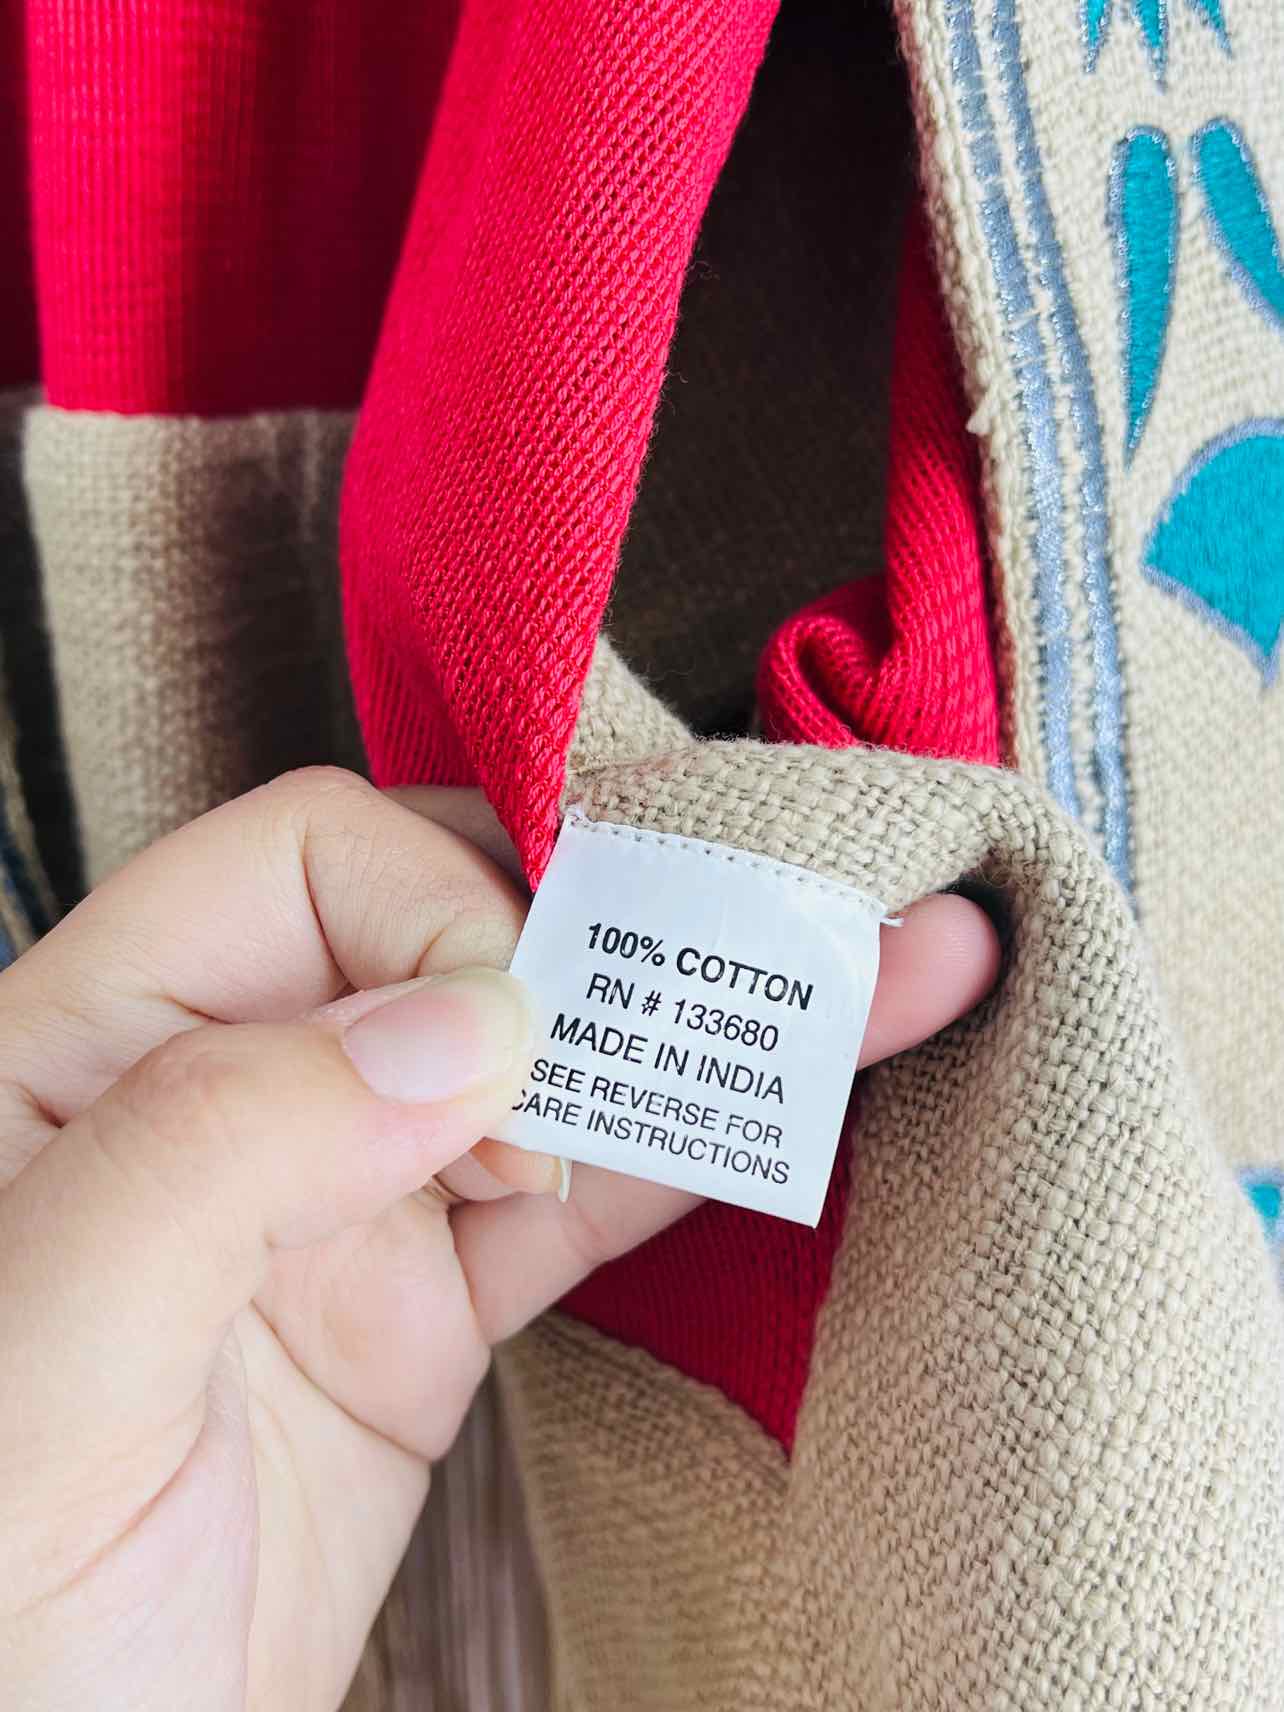 100% COTTON
RN # 133680
MADE IN INDIA
SEE REVERSE FOR
CARE INSTRUCTIONS